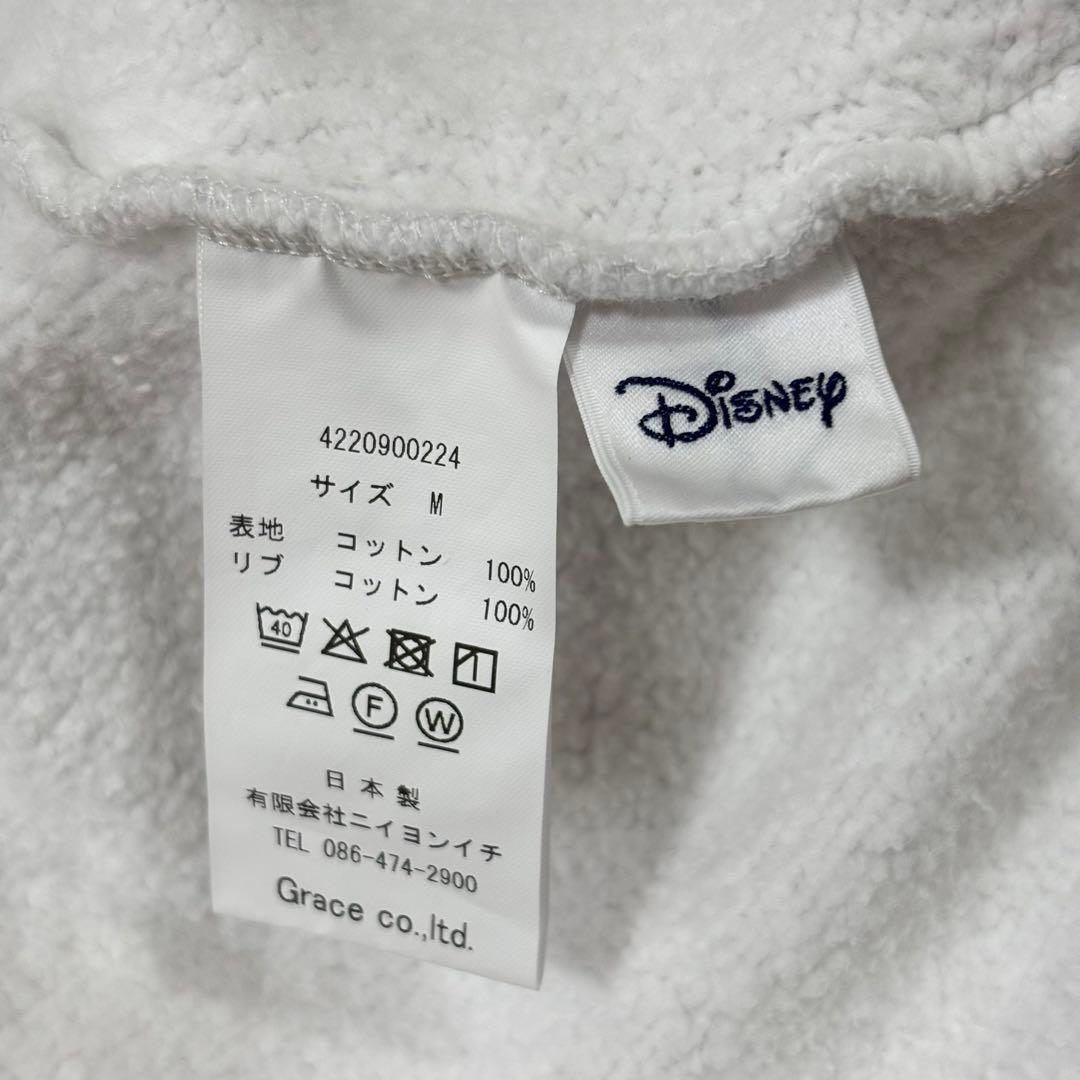 4220900224
サイズ M
表地 コットン 100%
リブ コットン 100%
40
F W
日本製
有限会社ニイヨンイチ
TEL 086-474-2900
Grace co.,ltd.
Disney